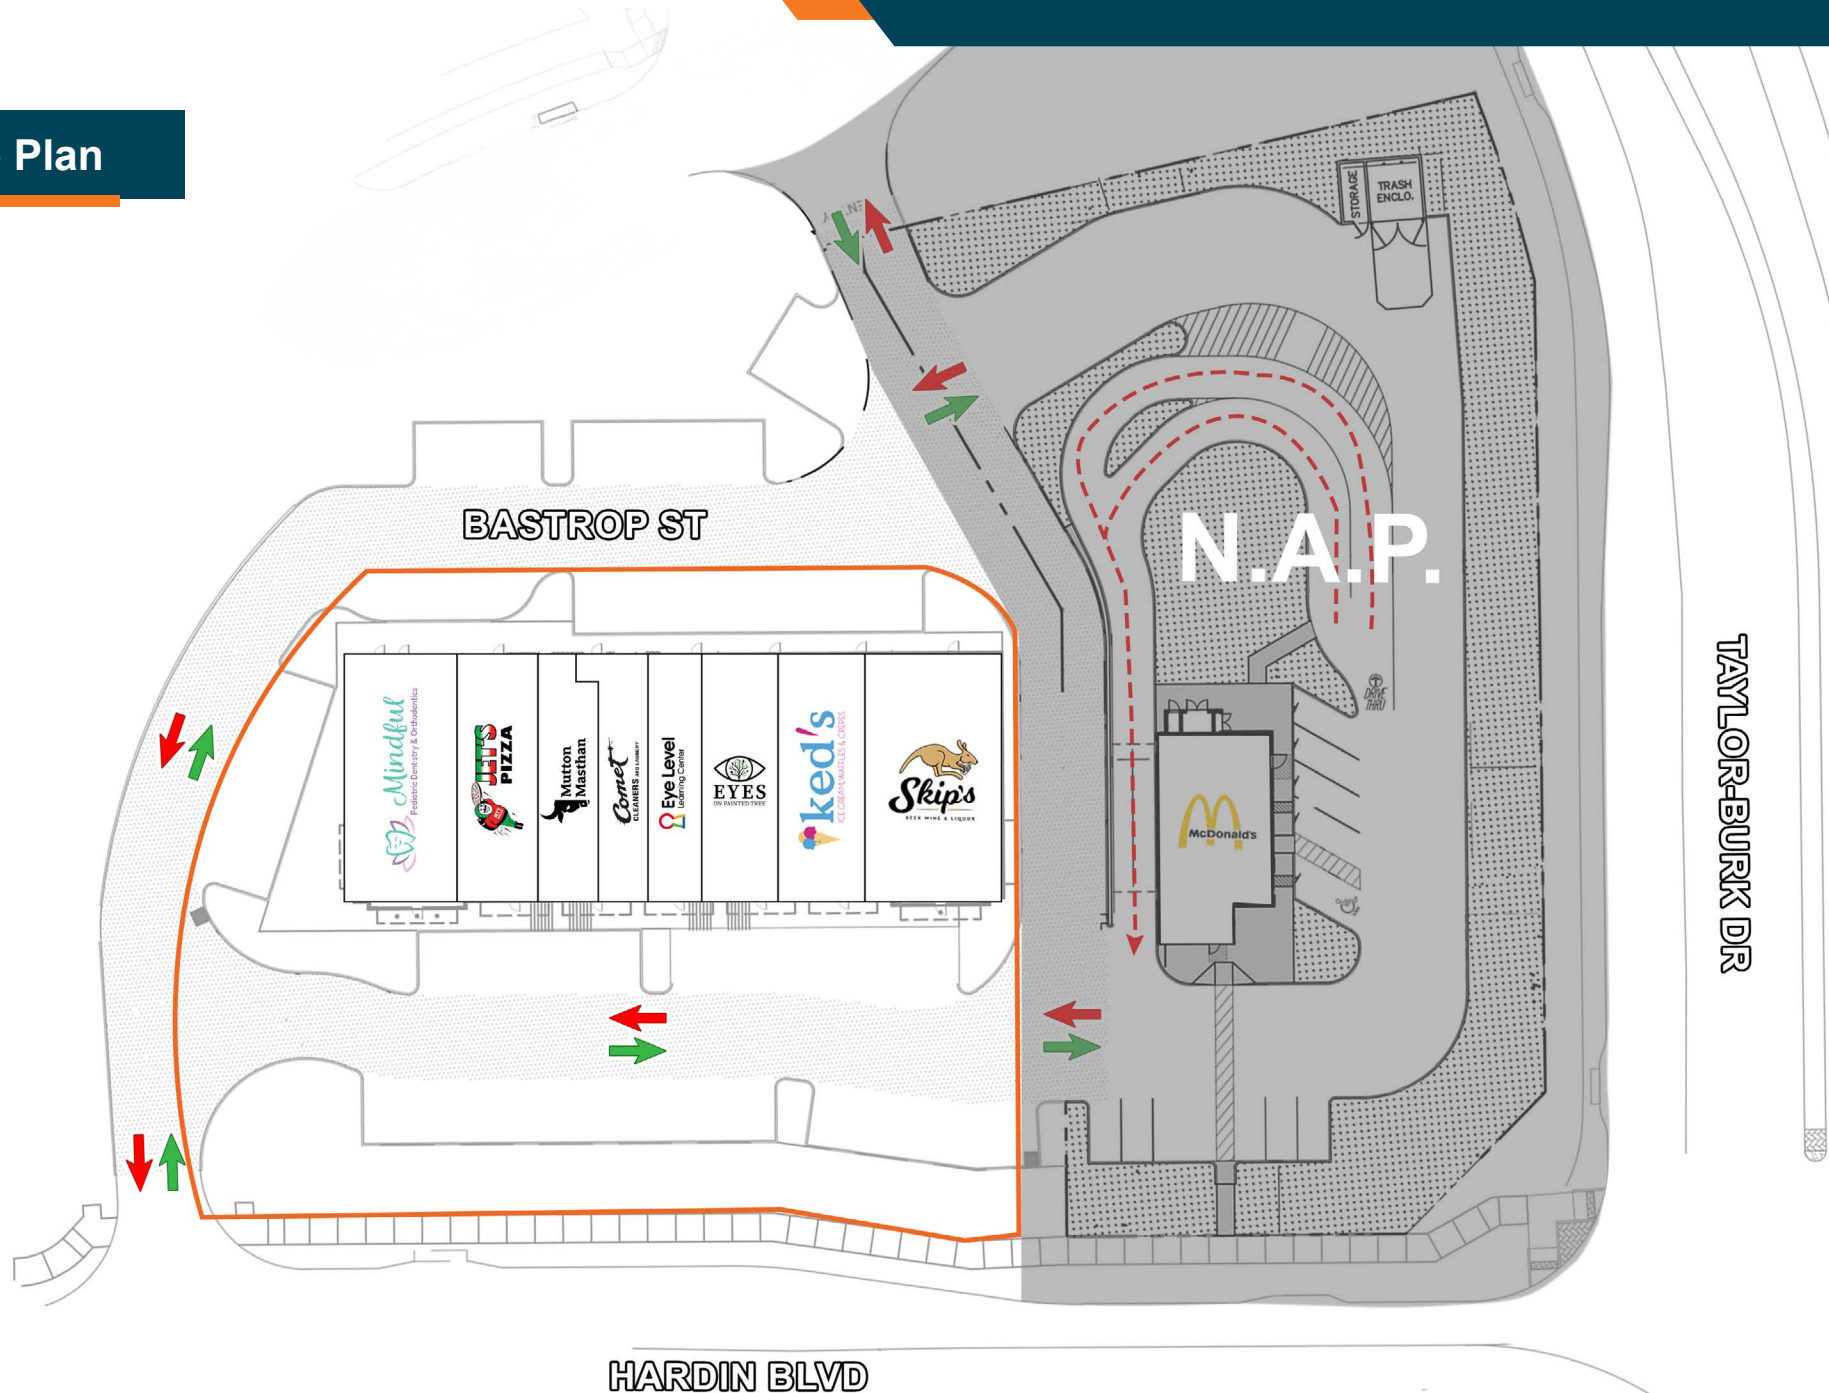 Plan
STORAGE
TRASH
ENCLO.
BASTROP ST
N.A.P.
DRIVE
THRU
TAYLOR-BURK DR
Mindful
Pediatric Dentistry & Orthodontics
JET'S
PIZZA
Mutton
Masthan
Comet
CLEANERS AND LAUNDRY
Eye Level
Learning Center
EYES
ON PAINTED TREE
ked's
ICE CREAM, WAFFLES & CREPES
Skip's
BEER WINE & LIQUOR
McDonald's
HARDIN BLVD